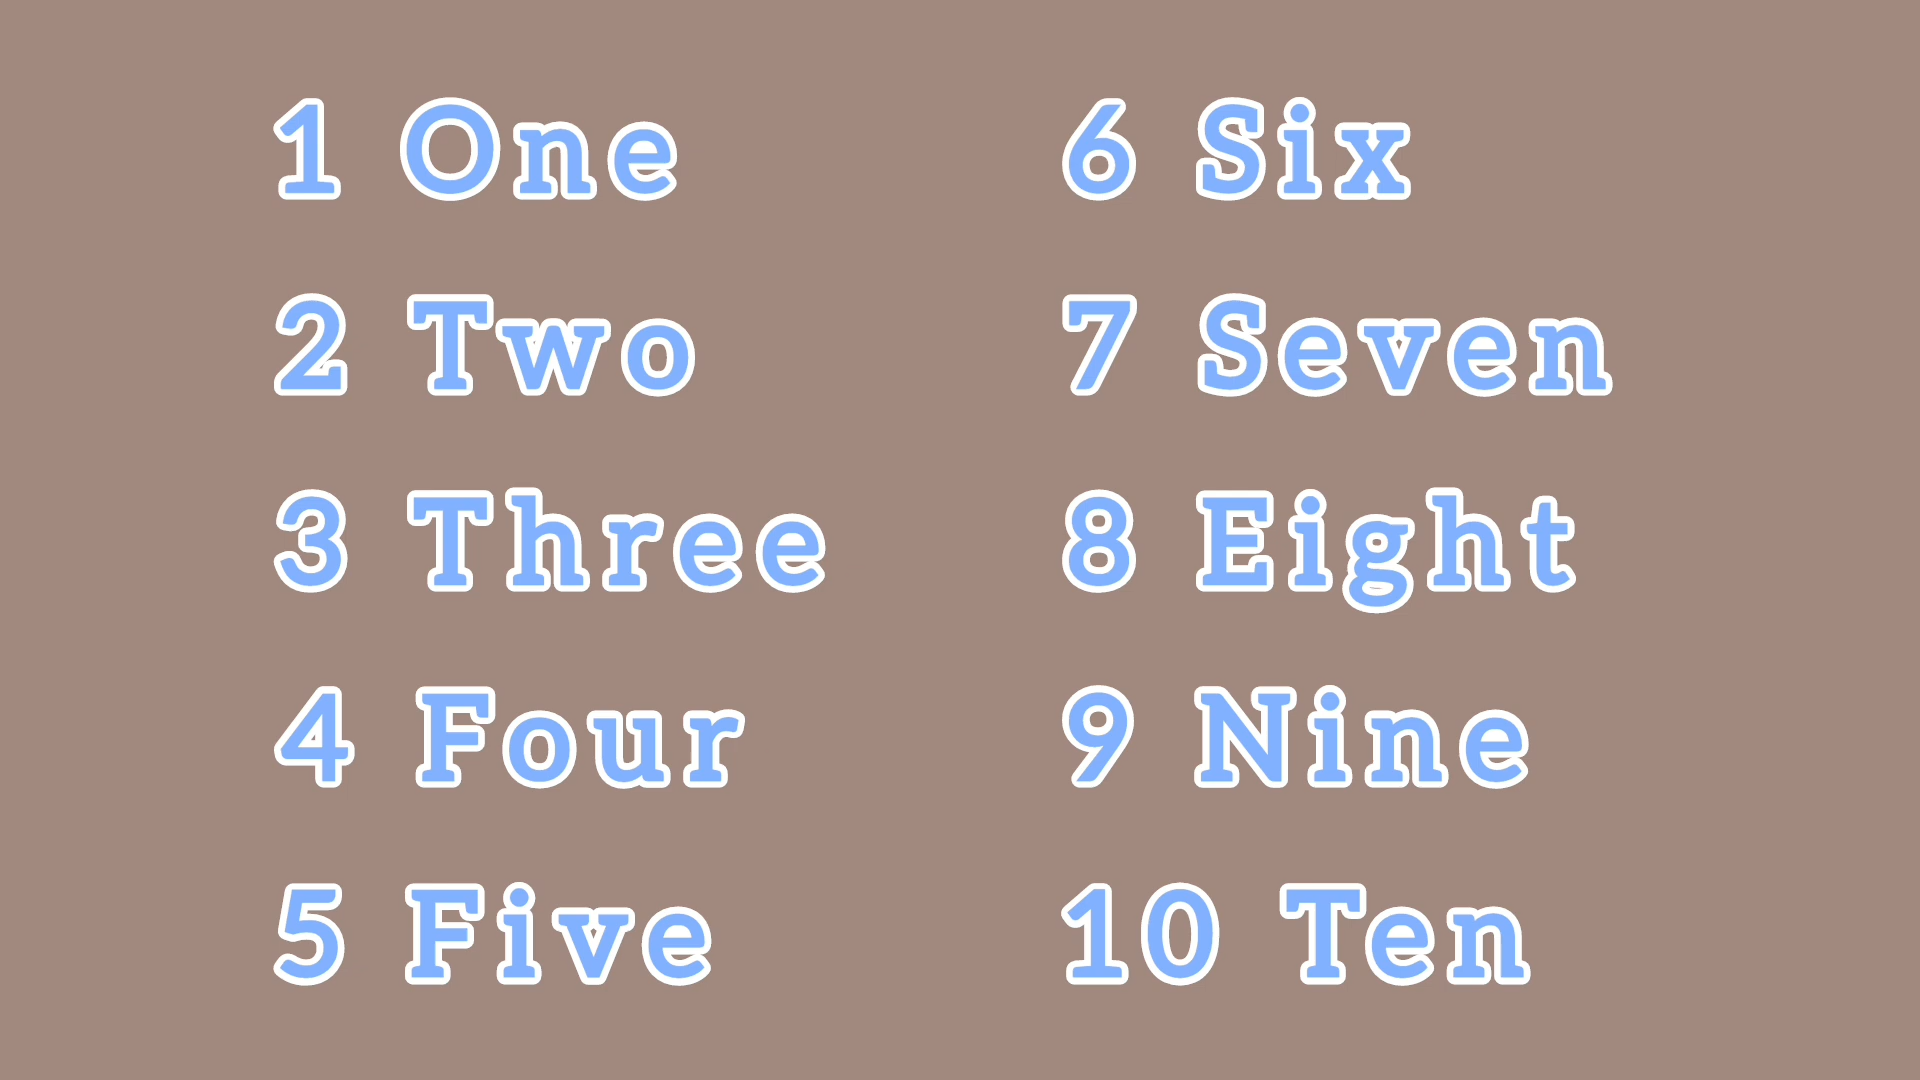 1 One
2 Two
3 Three
4 Four
5 Five
6 Six
7 Seven
8 Eight
9 Nine
10 Ten